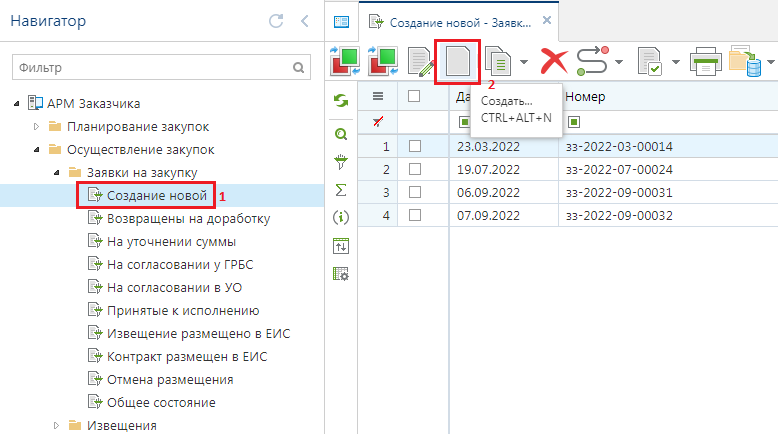 Навигатор
Фильтр
АРМ Заказчика
Планирование закупок
Осуществление закупок
Заявки на закупку
Создание новой 1
Возвращены на доработку
На уточнении суммы
На согласовании у ГРБС
На согласовании в УО
Принятые к исполнению
Извещение размещено в ЕИС
Контракт размещен в ЕИС
Отмена размещения
Общее состояние
Извещения
Создание новой - Заявк...
2
Создать...
CTRL+ALT+N
Номер
1 23.03.2022 зз-2022-03-00014
2 19.07.2022 зз-2022-07-00024
3 06.09.2022 зз-2022-09-00031
4 07.09.2022 зз-2022-09-00032